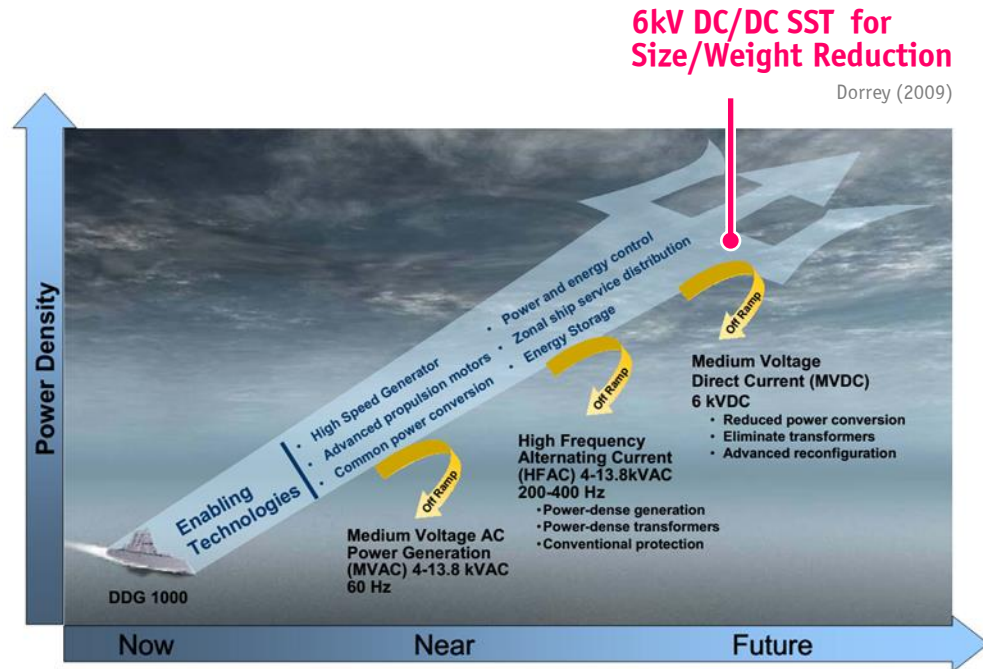 6kV DC/DC SST for
Size/Weight Reduction
Dorrey (2009)
Power Density
Enabling
Technologies
• High Speed Generator
• Advanced propulsion motors
• Common power conversion
• Power and energy control
• Zonal ship service distribution
• Energy Storage
Off Ramp
Medium Voltage AC
Power Generation
(MVAC) 4-13.8 kVAC
60 Hz
Off Ramp
High Frequency
Alternating Current
(HFAC) 4-13.8kVAC
200-400 Hz
•Power-dense generation
•Power-dense transformers
•Conventional protection
Off Ramp
Medium Voltage
Direct Current (MVDC)
6 kVDC
• Reduced power conversion
• Eliminate transformers
• Advanced reconfiguration
DDG 1000
Now
Near
Future